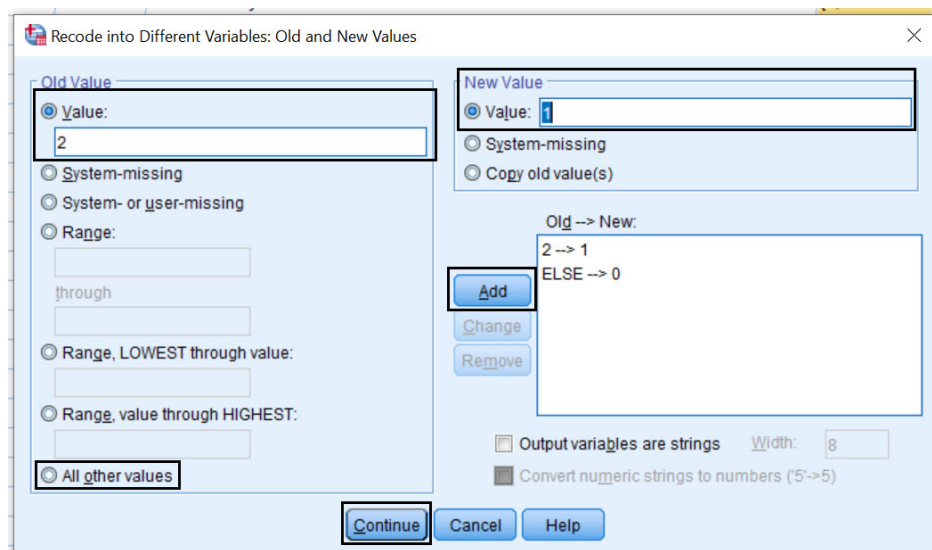 Recode into Different Variables: Old and New Values
Old Value
Value:
2
System-missing
System- or user-missing
Range:
through
Range, LOWEST through value:
Range, value through HIGHEST:
All other values
New Value
Value: 1
System-missing
Copy old value(s)
Old --> New:
2 --> 1
ELSE --> 0
Add
Change
Remove
Output variables are strings Width: 8
Convert numeric strings to numbers ('5'->5)
Continue Cancel Help